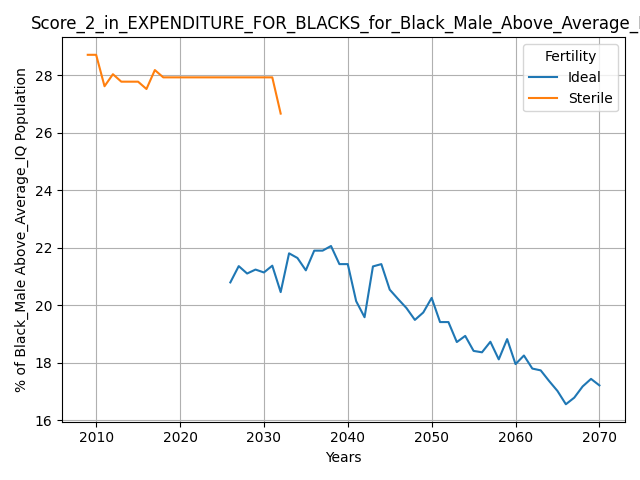 Score_2_in_EXPENDITURE_FOR_BLACKS_for_Black_Male_Above_Average_
Fertility
Ideal
Sterile
% of Black_Male Above_Average_IQ Population
28
26
24
22
20
18
16
2010
2020
2030
2040
2050
2060
2070
Years